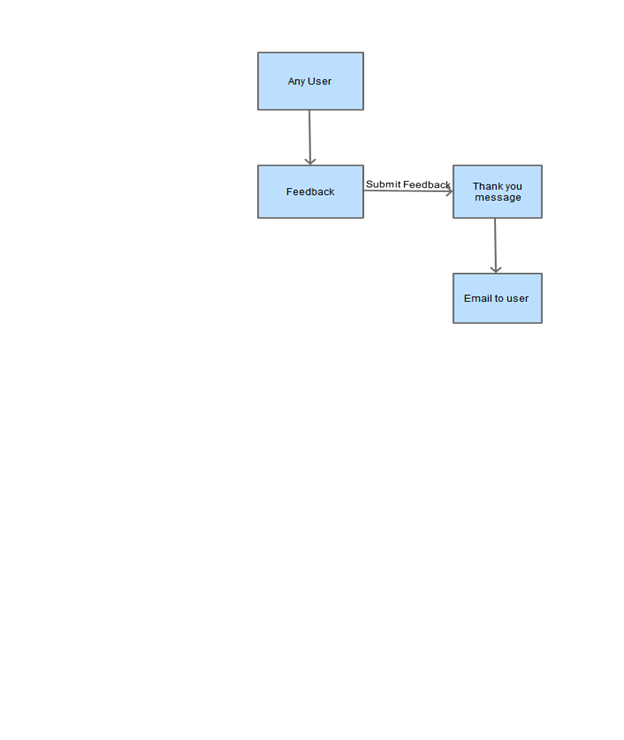 Any User
Feedback
Submit Feedback
Thank you
message
Email to user